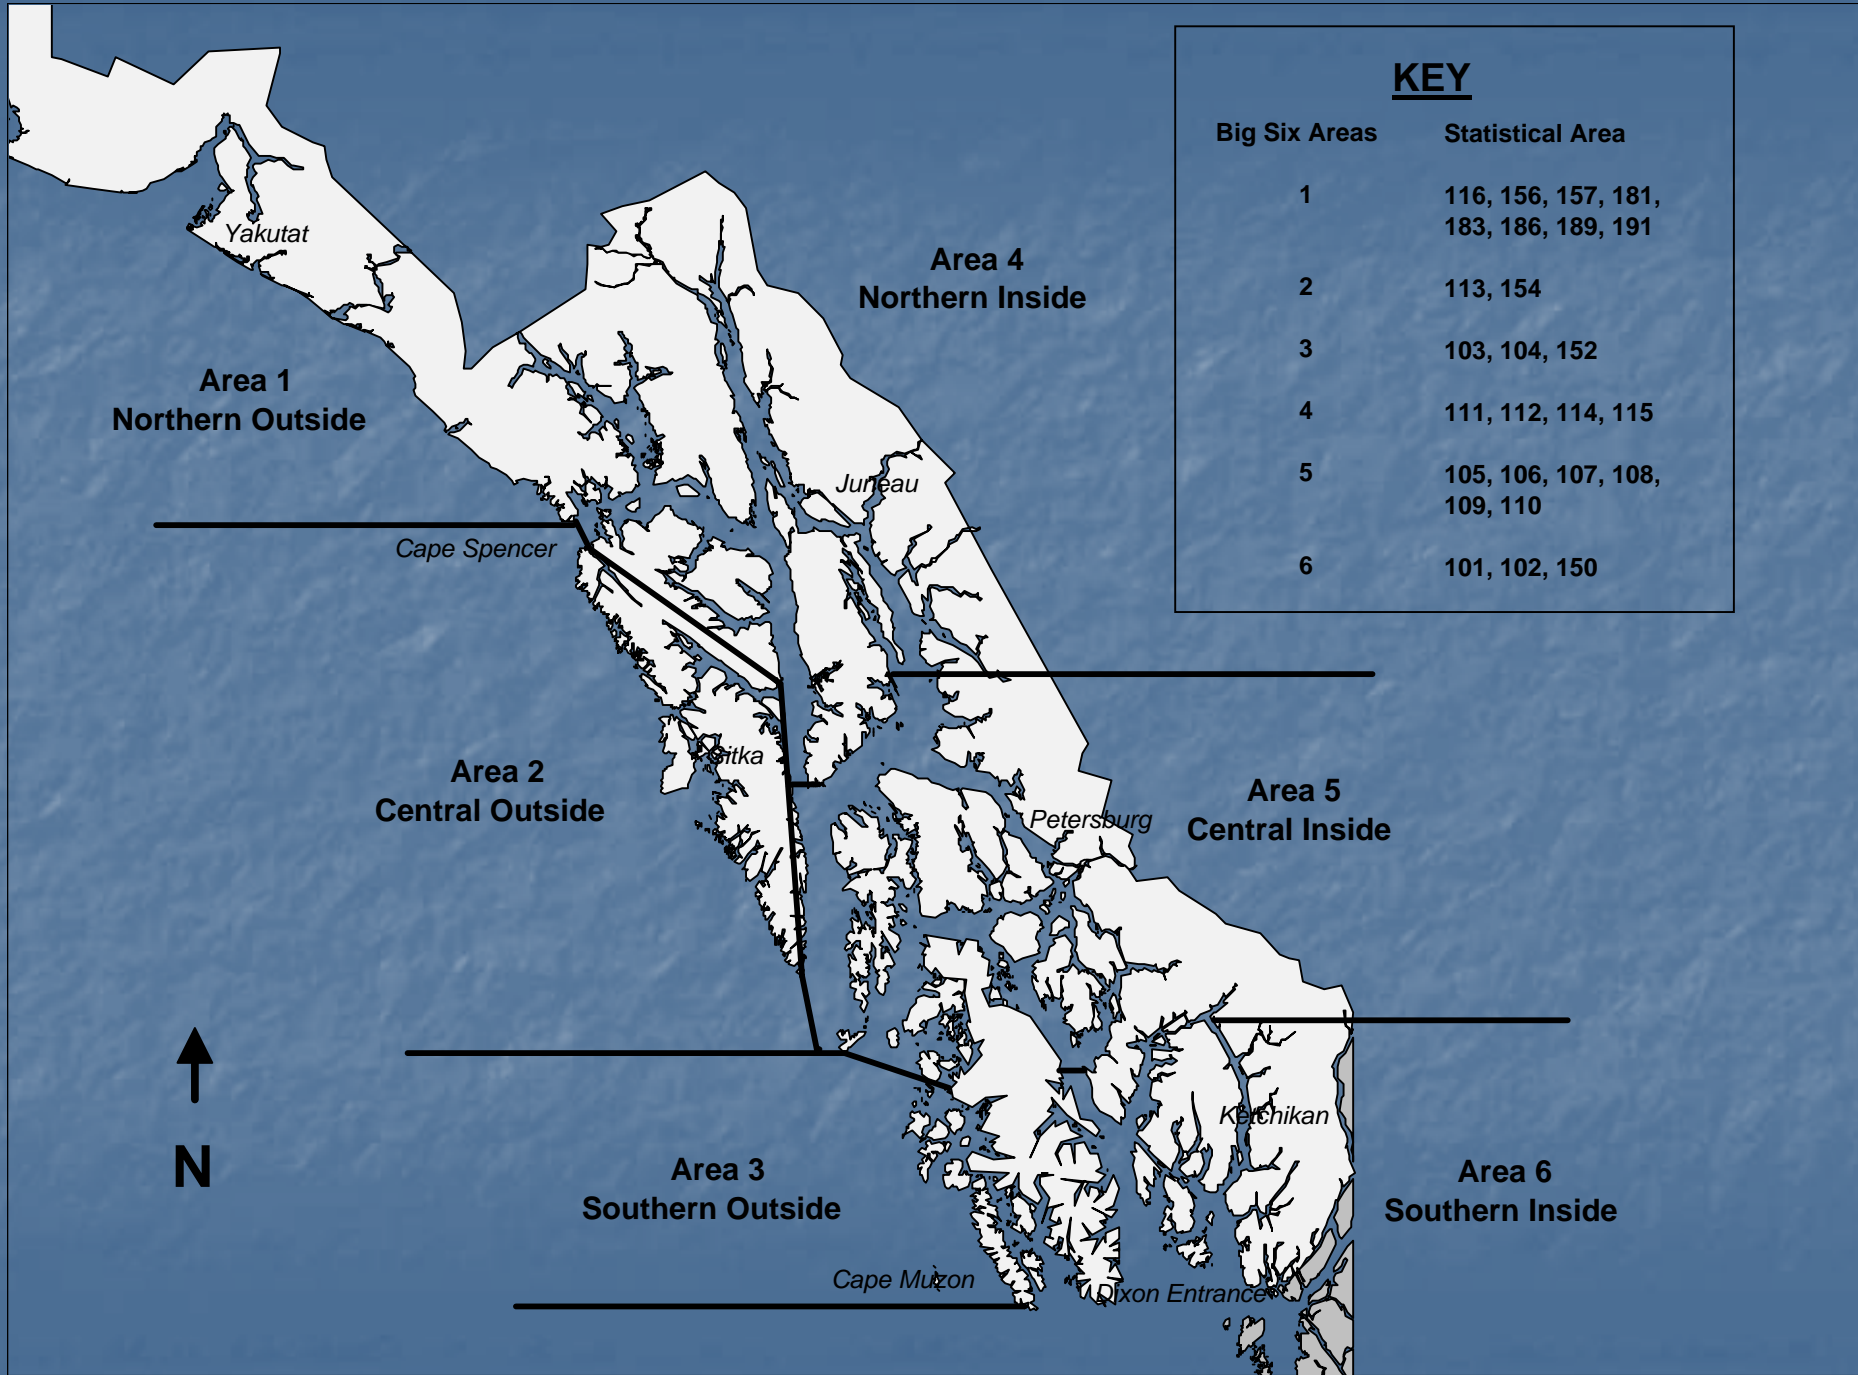 KEY
Big Six Areas Statistical Area
1 116, 156, 157, 181,
183, 186, 189, 191
2 113, 154
3 103, 104, 152
4 111, 112, 114, 115
5 105, 106, 107, 108,
109, 110
6 101, 102, 150
Yakutat
Area 4
Northern Inside
Area 1
Northern Outside
Juneau
Cape Spencer
Sitka
Area 2
Central Outside
Area 5
Central Inside
Petersburg
N
Ketchikan
Area 3
Southern Outside
Area 6
Southern Inside
Cape Muzon
Dixon Entrance